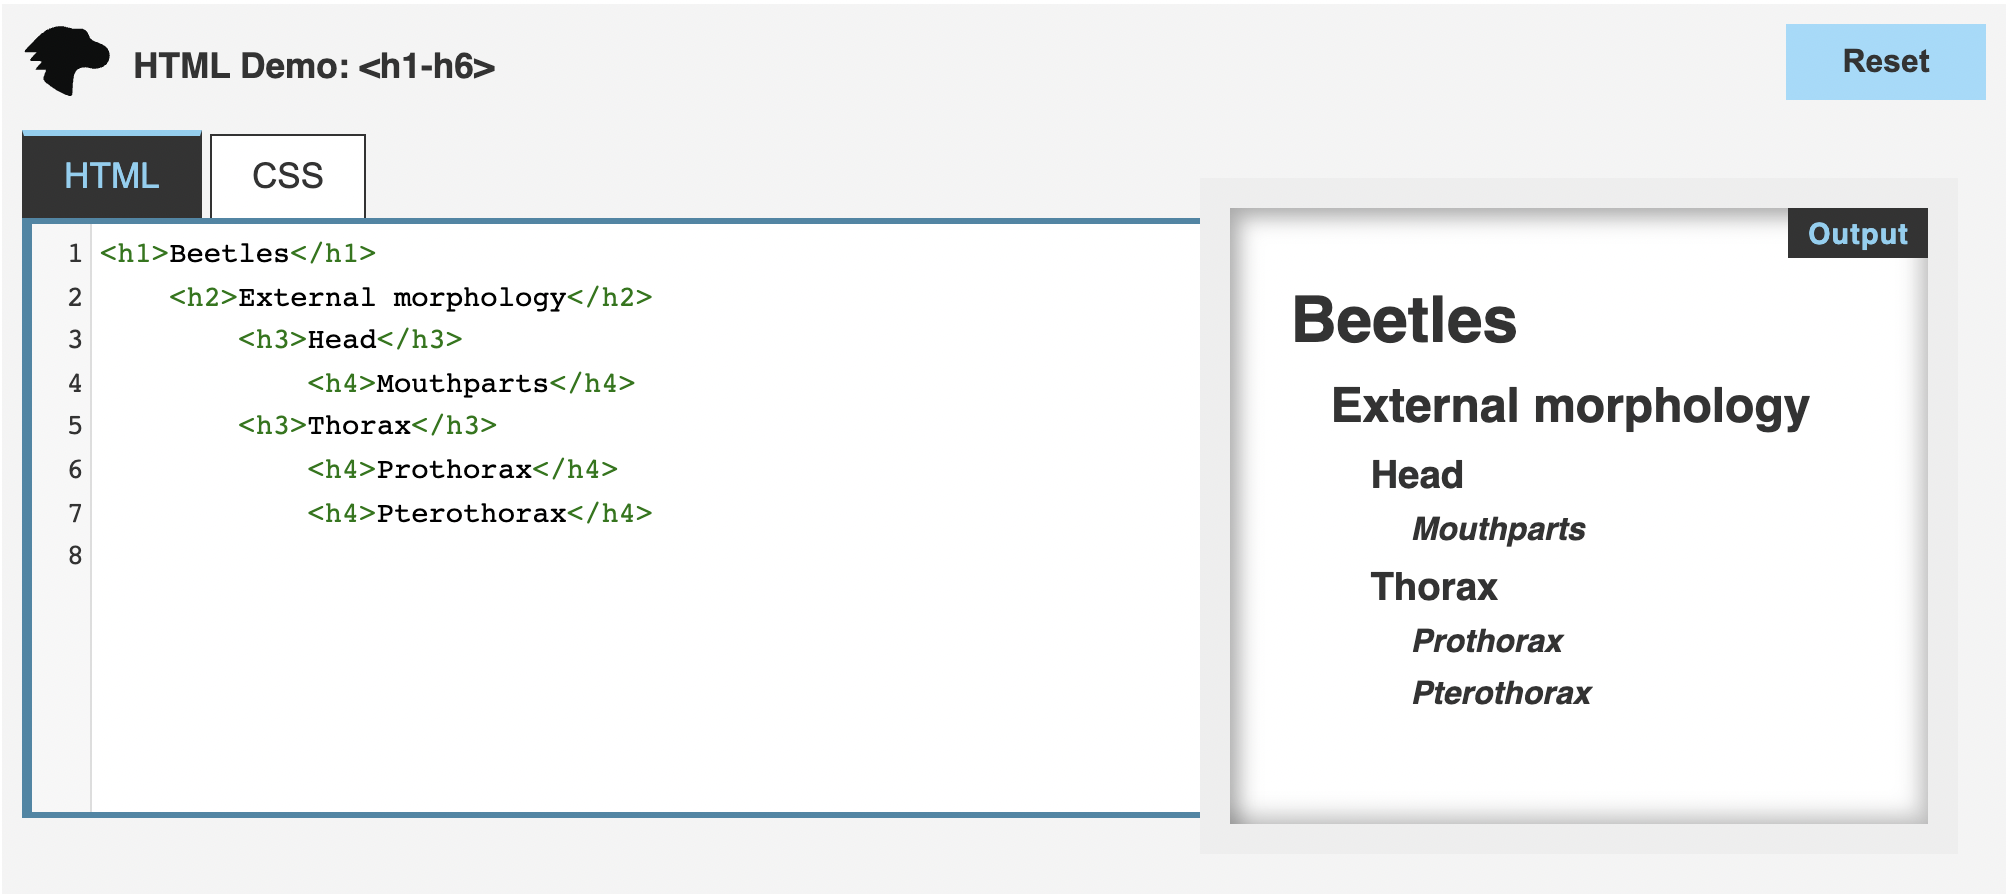 HTML Demo: <h1-h6>
Reset
HTML
CSS
1 <h1>Beetles</h1>
2 <h2>External morphology</h2>
3 <h3>Head</h3>
4 <h4>Mouthparts</h4>
5 <h3>Thorax</h3>
6 <h4>Prothorax</h4>
7 <h4>Pterothorax</h4>
8
Output
Beetles
External morphology
Head
Mouthparts
Thorax
Prothorax
Pterothorax